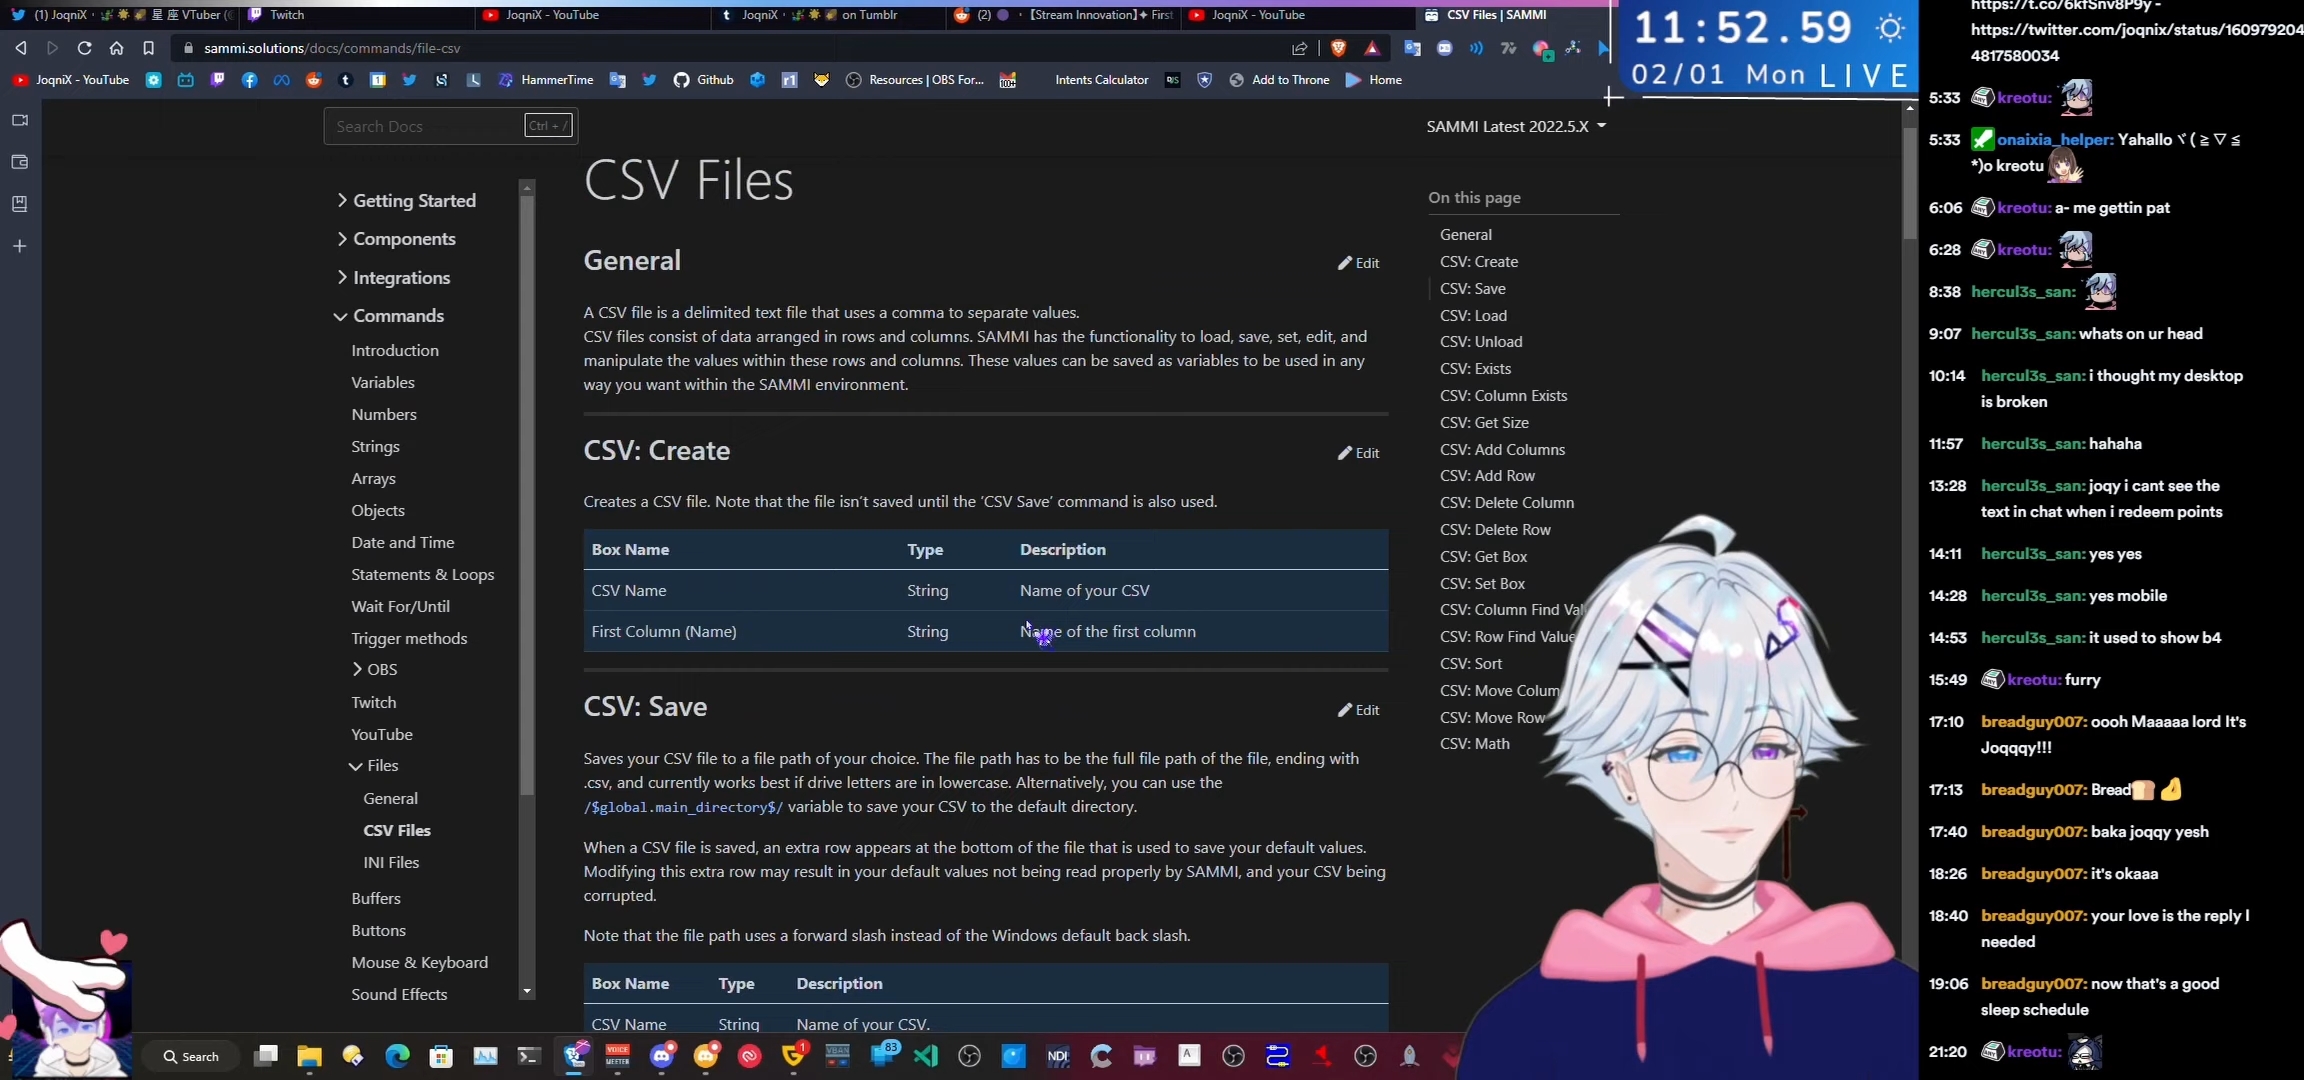 (1) JoqniX · 星座 VTuber
Twitch
JoqniX - YouTube
JoqniX · on Tumblr
(2) · 【Stream Innovation】✦ Firs
JoqniX - YouTube
CSV Files | SAMMI
sammi.solutions/docs/commands/file-csv
JoqniX - YouTube
HammerTime
Github
Resources | OBS For...
Intents Calculator
Add to Throne
Home
11:52.59
02/01 Mon LIVE
Search Docs
Ctrl + /
SAMMI Latest 2022.5.X
Getting Started
Components
Integrations
Commands
Introduction
Variables
Numbers
Strings
Arrays
Objects
Date and Time
Statements & Loops
Wait For/Until
Trigger methods
OBS
Twitch
YouTube
Files
General
CSV Files
INI Files
Buffers
Buttons
Mouse & Keyboard
Sound Effects
CSV Files
General
Edit
A CSV file is a delimited text file that uses a comma to separate values.
CSV files consist of data arranged in rows and columns. SAMMI has the functionality to load, save, set, edit, and
manipulate the values within these rows and columns. These values can be saved as variables to be used in any
way you want within the SAMMI environment.
CSV: Create
Edit
Creates a CSV file. Note that the file isn’t saved until the ‘CSV Save’ command is also used.
Box Name Type Description
CSV Name String Name of your CSV
First Column (Name) String Name of the first column
CSV: Save
Edit
Saves your CSV file to a file path of your choice. The file path has to be the full file path of the file, ending with
.csv, and currently works best if drive letters are in lowercase. Alternatively, you can use the
/$global.main_directory$/ variable to save your CSV to the default directory.
When a CSV file is saved, an extra row appears at the bottom of the file that is used to save your default values.
Modifying this extra row may result in your default values not being read properly by SAMMI, and your CSV being
corrupted.
Note that the file path uses a forward slash instead of the Windows default back slash.
Box Name Type Description
CSV Name String Name of your CSV.
On this page
General
CSV: Create
CSV: Save
CSV: Load
CSV: Unload
CSV: Exists
CSV: Column Exists
CSV: Get Size
CSV: Add Columns
CSV: Add Row
CSV: Delete Column
CSV: Delete Row
CSV: Get Box
CSV: Set Box
CSV: Column Find Val
CSV: Row Find Value
CSV: Sort
CSV: Move Colum
CSV: Move Row
CSV: Math
https://t.co/6kfSnv8P9y -
https://twitter.com/joqnix/status/160979204
4817580034
5:33 kreotu:
5:33 onaixia_helper: Yahallo ヾ(≧▽≦
*)o kreotu
6:06 kreotu: a- me gettin pat
6:28 kreotu:
8:38 hercul3s_san:
9:07 hercul3s_san: whats on ur head
10:14 hercul3s_san: i thought my desktop
is broken
11:57 hercul3s_san: hahaha
13:28 hercul3s_san: joqy i cant see the
text in chat when i redeem points
14:11 hercul3s_san: yes yes
14:28 hercul3s_san: yes mobile
14:53 hercul3s_san: it used to show b4
15:49 kreotu: furry
17:10 breadguy007: oooh Maaaaa lord It's
Joqqqy!!!
17:13 breadguy007: Bread
17:40 breadguy007: baka joqqy yesh
18:26 breadguy007: it's okaaa
18:40 breadguy007: your love is the reply I
needed
19:06 breadguy007: now that's a good
sleep schedule
21:20 kreotu:
Search
VOICE
MEETER
1
VBAN
83
NDI
A